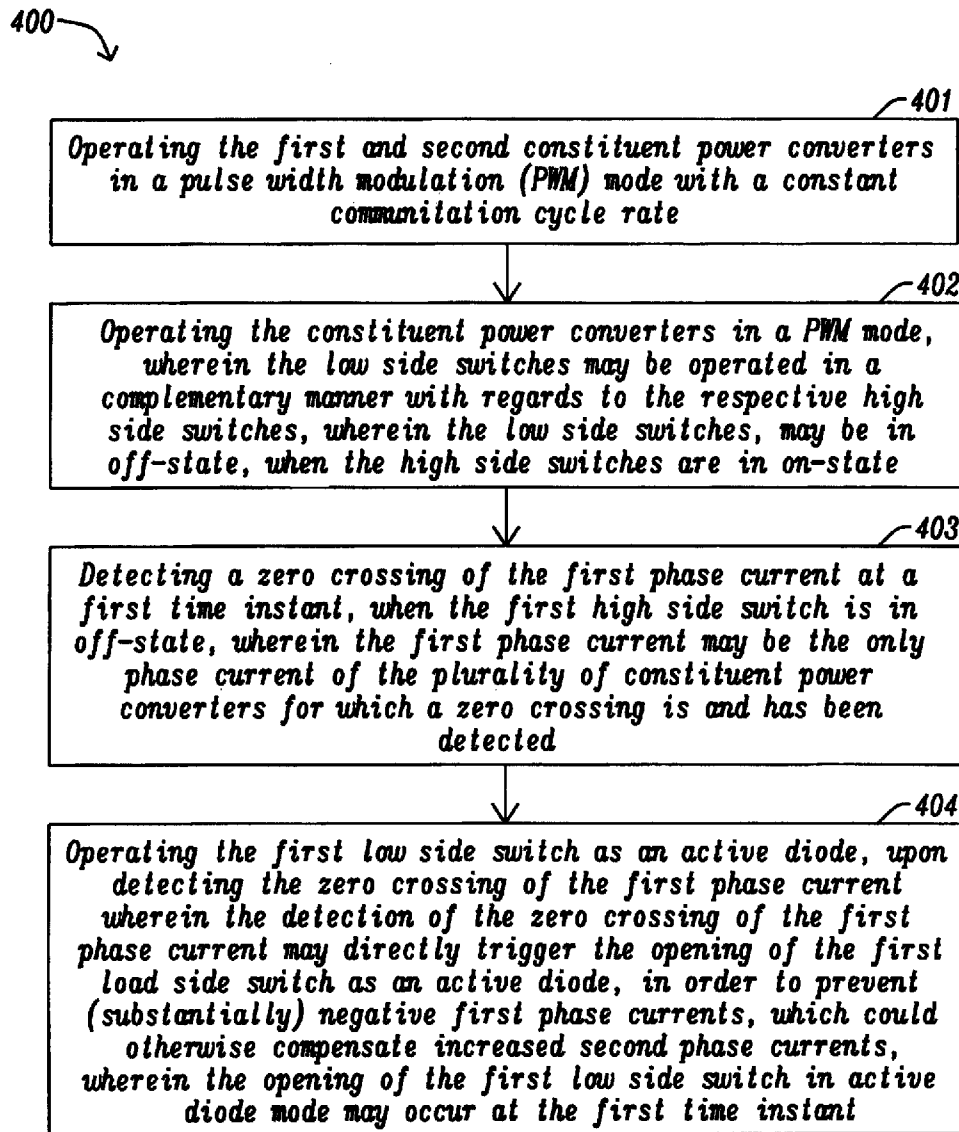 400
401
Operating the first and second constituent power converters
in a pulse width modulation (PWM) mode with a constant
communitation cycle rate
402
Operating the constituent power converters in a PWM mode,
wherein the low side switches may be operated in a
complementary manner with regards to the respective high
side switches, wherein the low side switches, may be in
off-state, when the high side switches are in on-state
403
Detecting a zero crossing of the first phase current at a
first time instant, when the first high side switch is in
off-state, wherein the first phase current may be the only
phase current of the plurality of constituent power
converters for which a zero crossing is and has been
detected
404
Operating the first low side switch as an active diode, upon
detecting the zero crossing of the first phase current
wherein the detection of the zero crossing of the first
phase current may directly trigger the opening of the first
load side switch as an active diode, in order to prevent
(substantially) negative first phase currents, which could
otherwise compensate increased second phase currents,
wherein the opening of the first low side switch in active
diode mode may occur at the first time instant